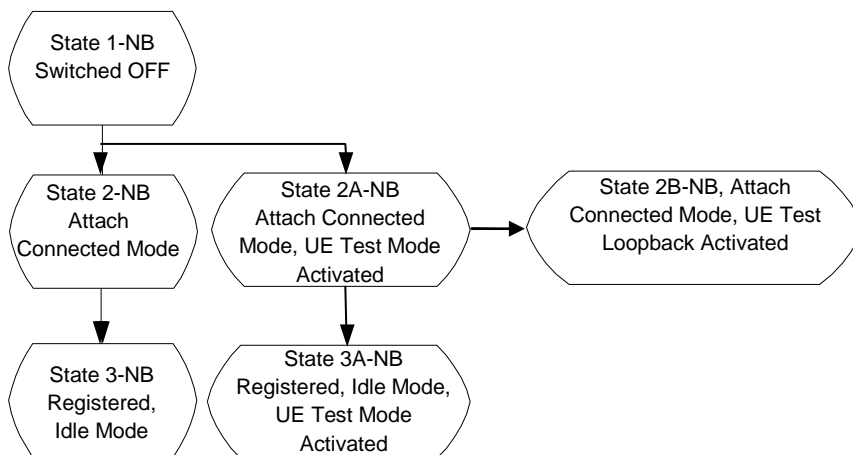 State 1-NB
Switched OFF
State 2-NB
Attach
Connected Mode
State 2A-NB
Attach Connected
Mode, UE Test Mode
Activated
State 2B-NB, Attach
Connected Mode, UE Test
Loopback Activated
State 3-NB
Registered,
Idle Mode
State 3A-NB
Registered, Idle Mode,
UE Test Mode
Activated